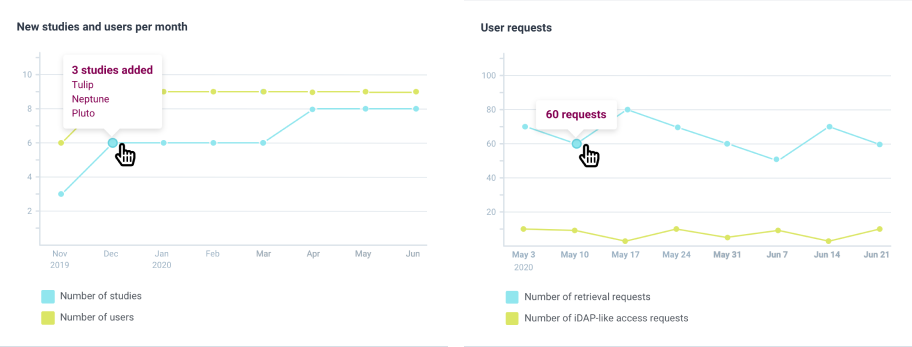 New studies and users per month
3 studies added
Tulip
Neptune
Pluto
10
8
6
4
2
Nov Dec Jan Feb Mar Apr May Jun
2019 2020
Number of studies
Number of users
User requests
60 requests
100
80
60
40
20
May 3 May 10 May 17 May 24 May 31 Jun 7 Jun 14 Jun 21
2020
Number of retrieval requests
Number of iDAP-like access requests